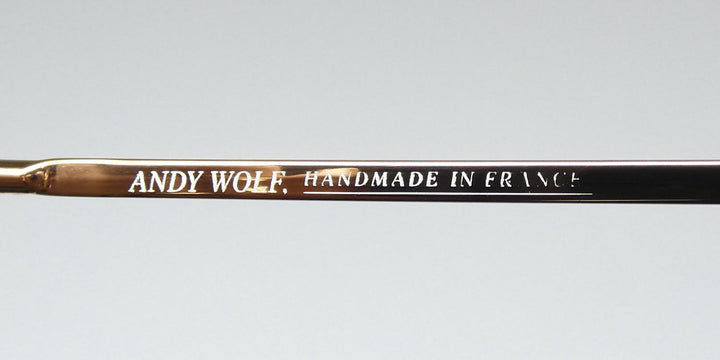 ANDY WOLF, HANDMADE IN FRANCE